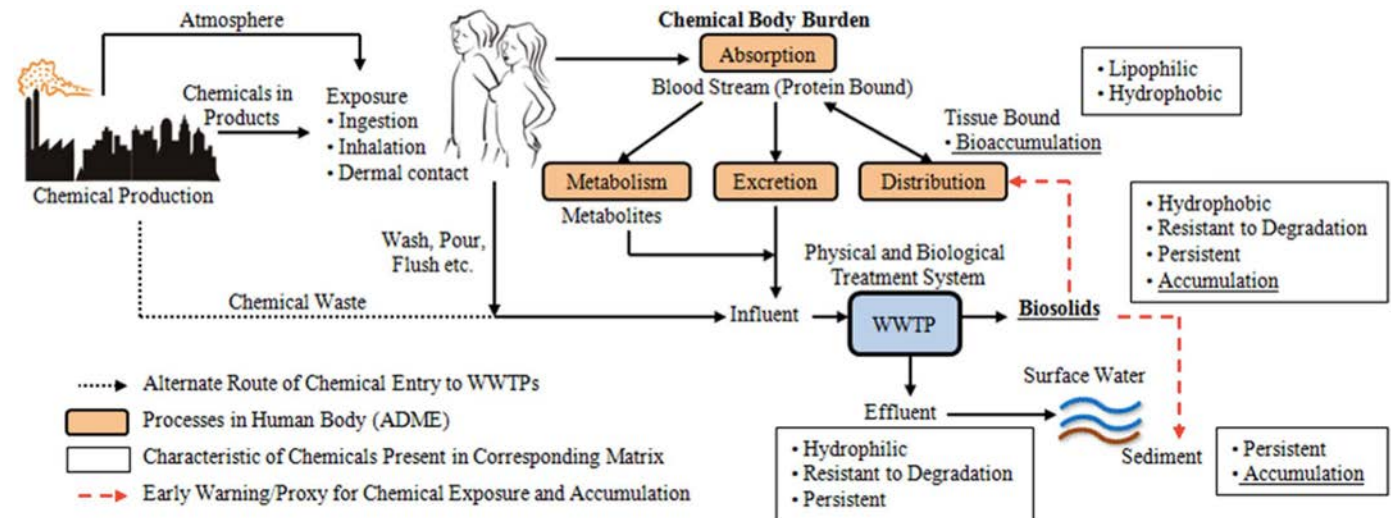 Atmosphere
Chemicals in
Products
Chemical Production
Exposure
• Ingestion
• Inhalation
• Dermal contact
Chemical Body Burden
Absorption
Blood Stream (Protein Bound)
• Lipophilic
• Hydrophobic
Tissue Bound
• Bioaccumulation
Metabolism
Excretion
Distribution
Metabolites
• Hydrophobic
• Resistant to Degradation
• Persistent
• Accumulation
Wash, Pour,
Flush etc.
Physical and Biological
Treatment System
Chemical Waste
Influent
WWTP
Biosolids
Effluent
• Hydrophilic
• Resistant to Degradation
• Persistent
Surface Water
Sediment
• Persistent
• Accumulation
Alternate Route of Chemical Entry to WWTPs
Processes in Human Body (ADME)
Characteristic of Chemicals Present in Corresponding Matrix
Early Warning/Proxy for Chemical Exposure and Accumulation